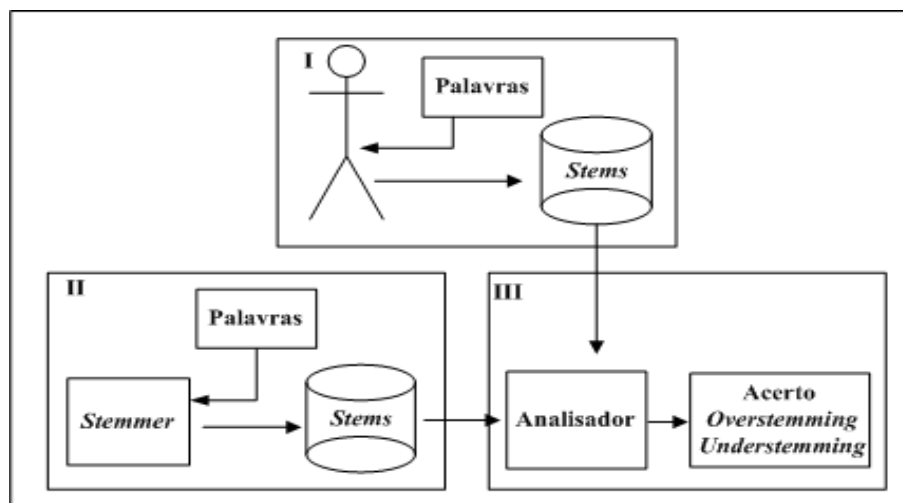 I
Palavras
Stems
II
Palavras
Stemmer
Stems
III
Analisador
Acerto
Overstemming
Understemming